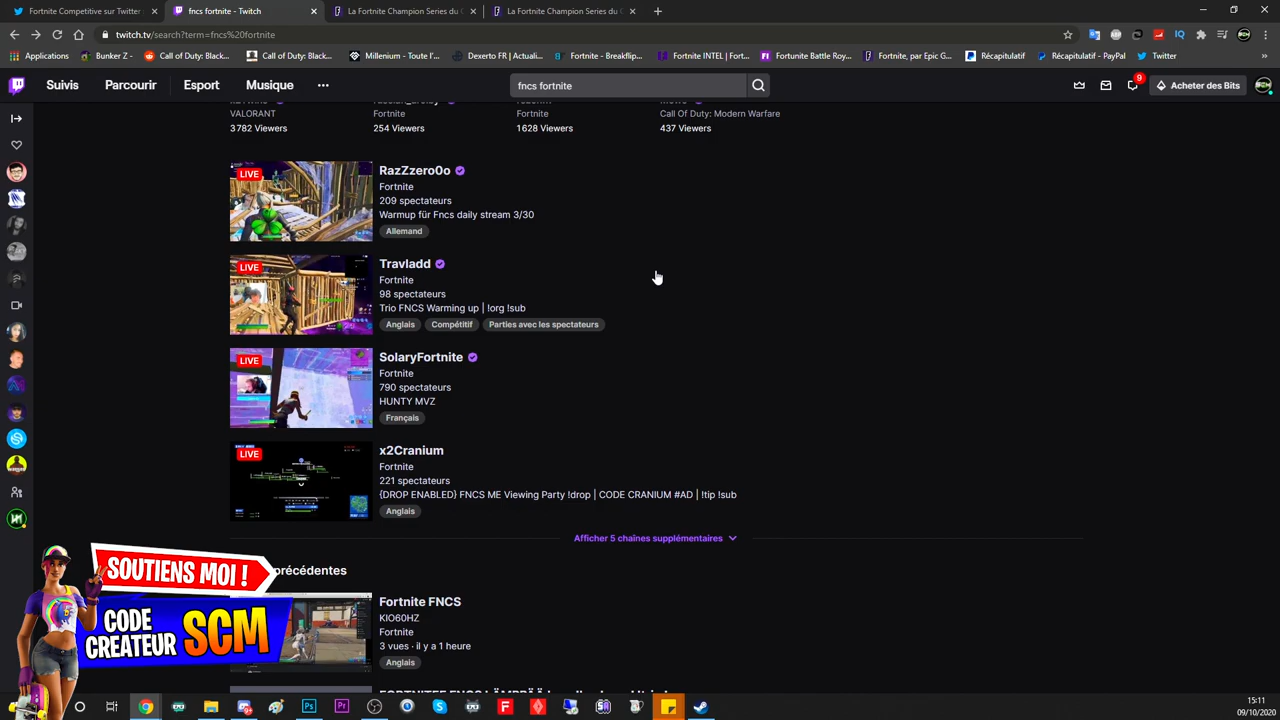 Fortnite Competitive sur Twitter
fncs fortnite - Twitch
La Fortnite Champion Series du C
La Fortnite Champion Series du C
twitch.tv/search?term=fncs%20fortnite
Applications
Bunker Z -
Call of Duty: Black...
Call of Duty: Black...
Millenium - Toute l'...
Dexerto FR | Actuali...
Fortnite - Breakflip...
Fortnite INTEL | Fort...
Fortnite Battle Roy...
Fortnite, par Epic G...
Récapitulatif
Récapitulatif - PayPal
Twitter
Suivis
Parcourir
Esport
Musique
fncs fortnite
9
Acheter des Bits
VALORANT
3 782 Viewers
Fortnite
254 Viewers
Fortnite
1 628 Viewers
Call Of Duty: Modern Warfare
437 Viewers
LIVE
RazZzero0o
Fortnite
209 spectateurs
Warmup für Fncs daily stream 3/30
Allemand
LIVE
Travladd
Fortnite
98 spectateurs
Trio FNCS Warming up | !org !sub
Anglais
Compétitif
Parties avec les spectateurs
LIVE
SolaryFortnite
Fortnite
790 spectateurs
HUNTY MVZ
Français
LIVE
x2Cranium
Fortnite
221 spectateurs
{DROP ENABLED} FNCS ME Viewing Party !drop | CODE CRANIUM #AD | !tip !sub
Anglais
Afficher 5 chaînes supplémentaires
précédentes
Fortnite FNCS
KIO60HZ
Fortnite
3 vues · il y a 1 heure
Anglais
SOUTIENS MOI !
CODE
CREATEUR SCM
15:11
09/10/2020